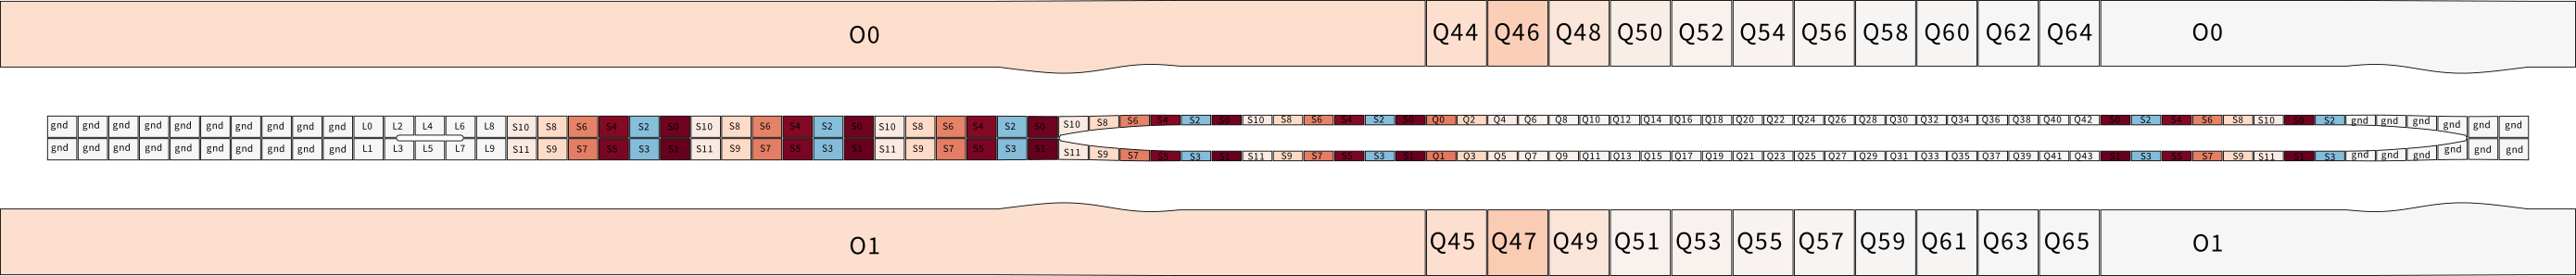 O0 Q44 Q46 Q48 Q50 Q52 Q54 Q56 Q58 Q60 Q62 Q64 O0
gnd gnd gnd gnd gnd gnd gnd gnd gnd gnd L0 L2 L4 L6 L8 S10 S8 S6 S4 S2 S0 S10 S8 S6 S4 S2 S0 S10 S8 S6 S4 S2 S0 S10 S8 S6 S4 S2 S0 S10 S8 S6 S4 S2 S0 Q0 Q2 Q4 Q6 Q8 Q10 Q12 Q14 Q16 Q18 Q20 Q22 Q24 Q26 Q28 Q30 Q32 Q34 Q36 Q38 Q40 Q42 S0 S2 S4 S6 S8 S10 S0 S2 gnd gnd gnd gnd gnd gnd
gnd gnd gnd gnd gnd gnd gnd gnd gnd gnd L1 L3 L5 L7 L9 S11 S9 S7 S5 S3 S1 S11 S9 S7 S5 S3 S1 S11 S9 S7 S5 S3 S1 S11 S9 S7 S5 S3 S1 S11 S9 S7 S5 S3 S1 Q1 Q3 Q5 Q7 Q9 Q11 Q13 Q15 Q17 Q19 Q21 Q23 Q25 Q27 Q29 Q31 Q33 Q35 Q37 Q39 Q41 Q43 S1 S3 S5 S7 S9 S11 S1 S3 gnd gnd gnd gnd gnd gnd
O1 Q45 Q47 Q49 Q51 Q53 Q55 Q57 Q59 Q61 Q63 Q65 O1